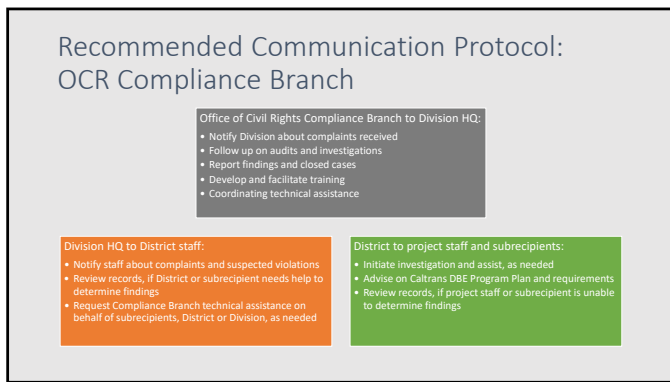 Recommended Communication Protocol:
OCR Compliance Branch
Office of Civil Rights Compliance Branch to Division HQ:
• Notify Division about complaints received
• Follow up on audits and investigations
• Report findings and closed cases
• Develop and facilitate training
• Coordinating technical assistance
Division HQ to District staff:
• Notify staff about complaints and suspected violations
• Review records, if District or subrecipient needs help to
determine findings
• Request Compliance Branch technical assistance on
behalf of subrecipients, District or Division, as needed
District to project staff and subrecipients:
• Initiate investigation and assist, as needed
• Advise on Caltrans DBE Program Plan and requirements
• Review records, if project staff or subrecipient is unable
to determine findings